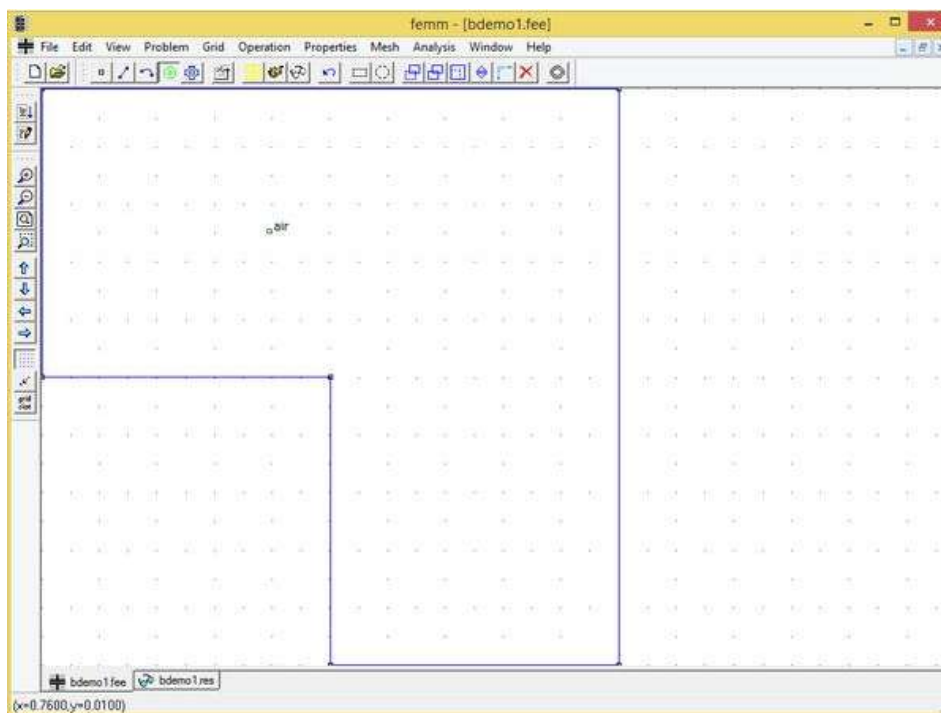 femm - [bdemo1.fee]
File Edit View Problem Grid Operation Properties Mesh Analysis Window Help
air
bdemo1.fee bdemo1.res
(x=0.7600,y=0.0100)